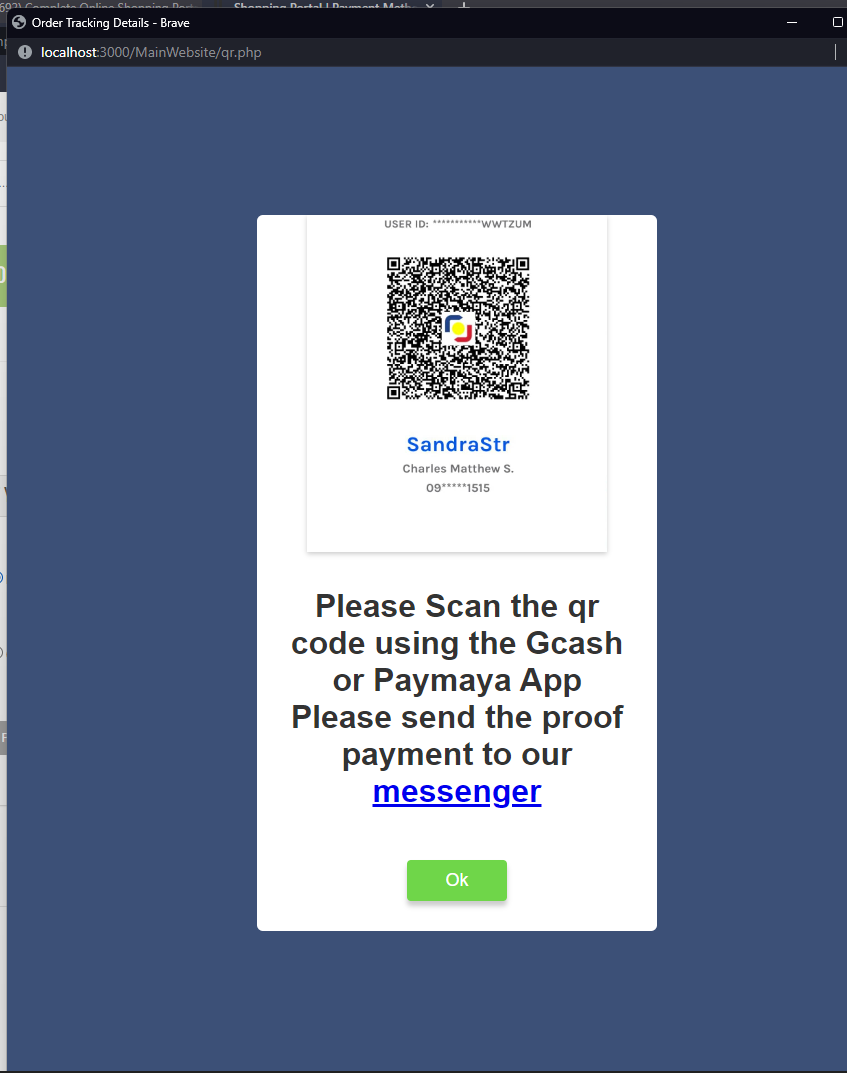 Complete Online Shopping Port
Shopping Portal | Payment Meth
Order Tracking Details - Brave
localhost:3000/MainWebsite/qr.php
USER ID: ***********WWTZUM
SandraStr
Charles Matthew S.
09*****1515
Please Scan the qr
code using the Gcash
or Paymaya App
Please send the proof
payment to our
messenger
Ok